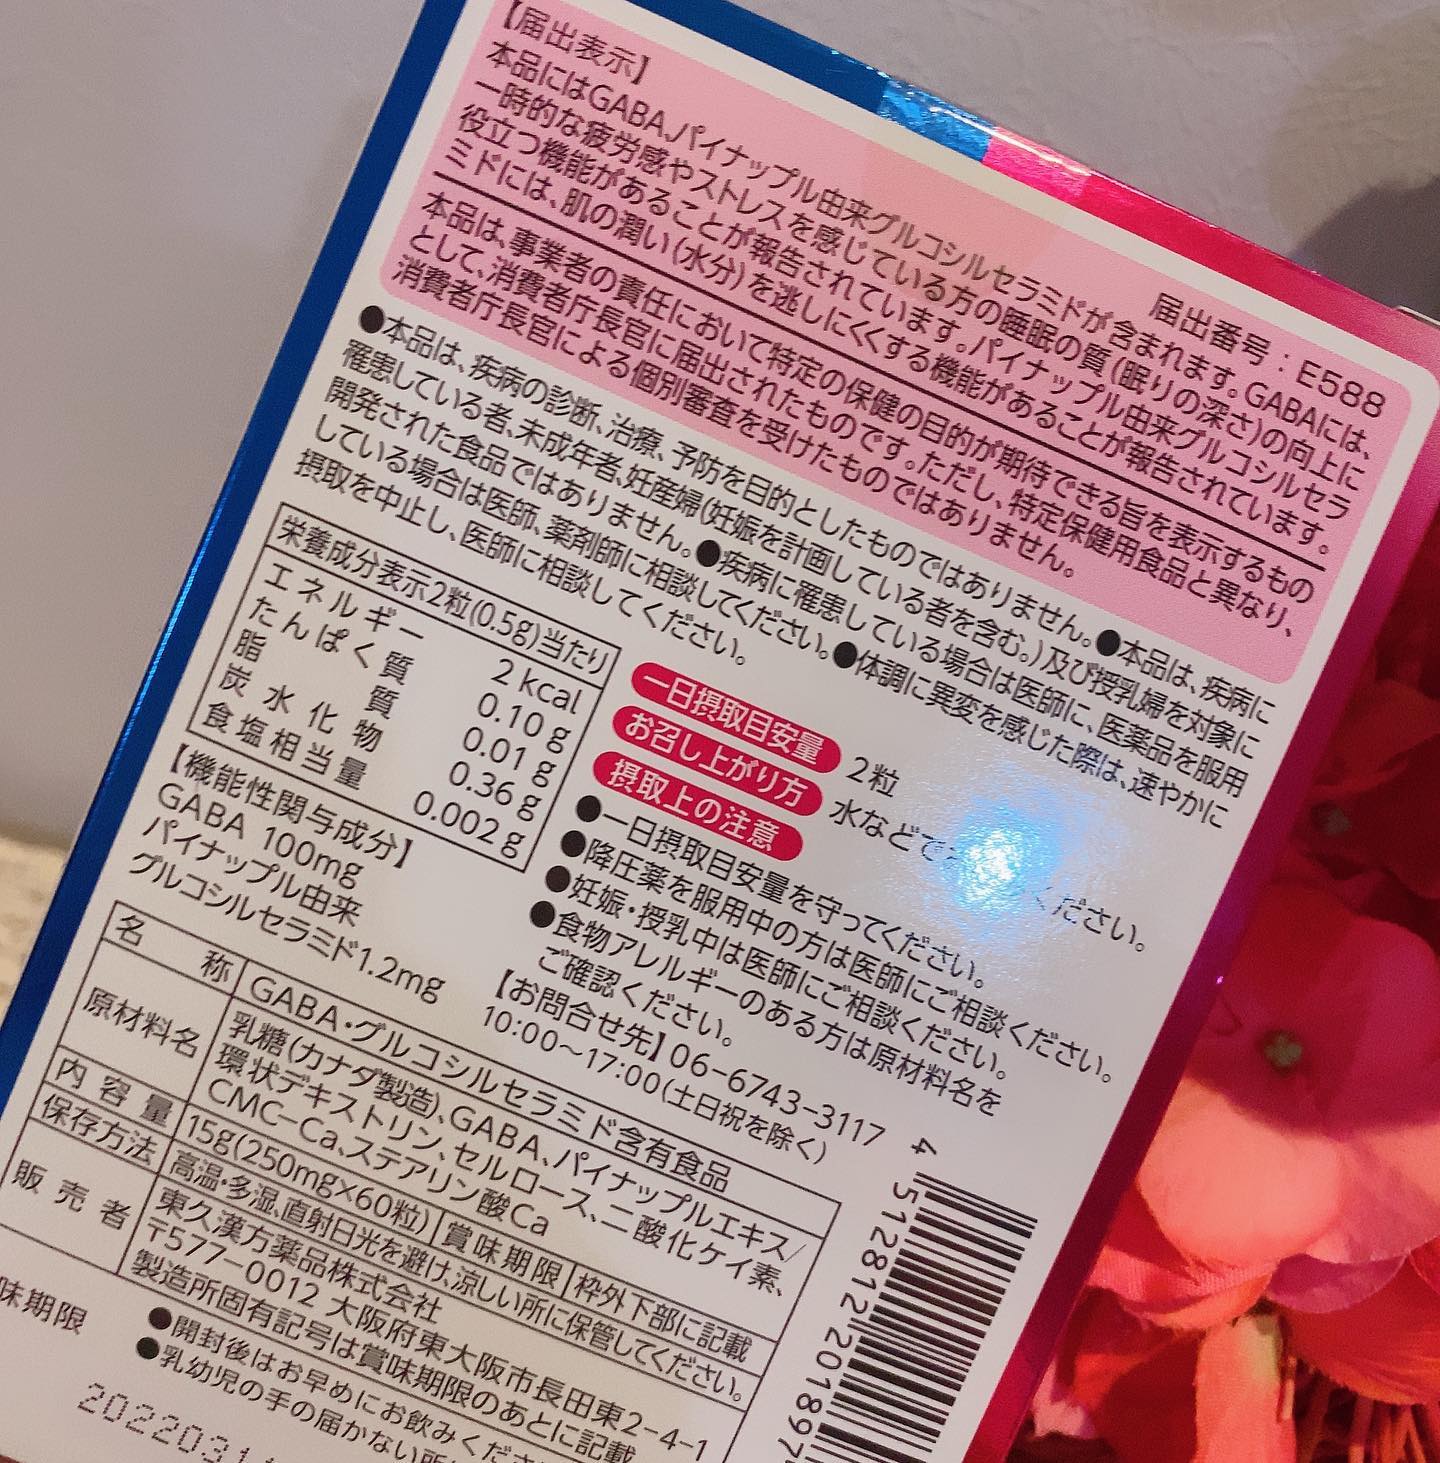 【届出表示】
届出番号：E588
本品にはGABA、パイナップル由来グルコシルセラミドが含まれます。GABAには、
一時的な疲労感やストレスを感じている方の睡眠の質（眠りの深さ）の向上に
役立つ機能があることが報告されています。パイナップル由来グルコシルセラ
ミドには、肌の潤い（水分）を逃しにくくする機能があることが報告されています。
本品は、事業者の責任において特定の保健の目的が期待できる旨を表示するもの
として、消費者庁長官に届出されたものです。ただし、特定保健用食品と異なり、
消費者庁長官による個別審査を受けたものではありません。
●本品は、疾病の診断、治療、予防を目的としたものではありません。●本品は、疾病に
罹患している者、未成年者、妊産婦（妊娠を計画している者を含む。）及び授乳婦を対象に
開発された食品ではありません。●疾病に罹患している場合は医師に、医薬品を服用
している場合は医師、薬剤師に相談してください。●体調に異変を感じた際は、速やかに
摂取を中止し、医師に相談してください。
栄養成分表示2粒(0.5g)当たり
エネルギー 2 kcal
たんぱく質 0.10 g
脂質 0.01 g
炭水化物 0.36 g
食塩相当量 0.002 g
【機能性関与成分】
GABA 100mg
パイナップル由来
グルコシルセラミド1.2mg
一日摂取目安量 2粒
お召し上がり方 水などで ください。
摂取上の注意
●一日摂取目安量を守ってください。
●降圧薬を服用中の方は医師にご相談ください。
●妊娠・授乳中は医師にご相談ください。
●食物アレルギーのある方は原材料名を
ご確認ください。
【お問合せ先】06-6743-3117
10:00～17:00（土日祝を除く）
名称 GABA・グルコシルセラミド含有食品
原材料名 乳糖（カナダ製造）、GABA、パイナップルエキス/
環状デキストリン、セルロース、二酸化ケイ素、
CMC-Ca、ステアリン酸Ca
内容量 15g(250mg×60粒) 賞味期限 枠外下部に記載
保存方法 高温・多湿、直射日光を避け、涼しい所に保管してください。
販売者 東久漢方薬品株式会社
〒577-0012 大阪府東大阪市長田東2-4-1
製造所固有記号は賞味期限のあとに記載
●開封後はお早めにお飲みくださ
●乳幼児の手の届かない所
味期限
2022031
4 512812 201897